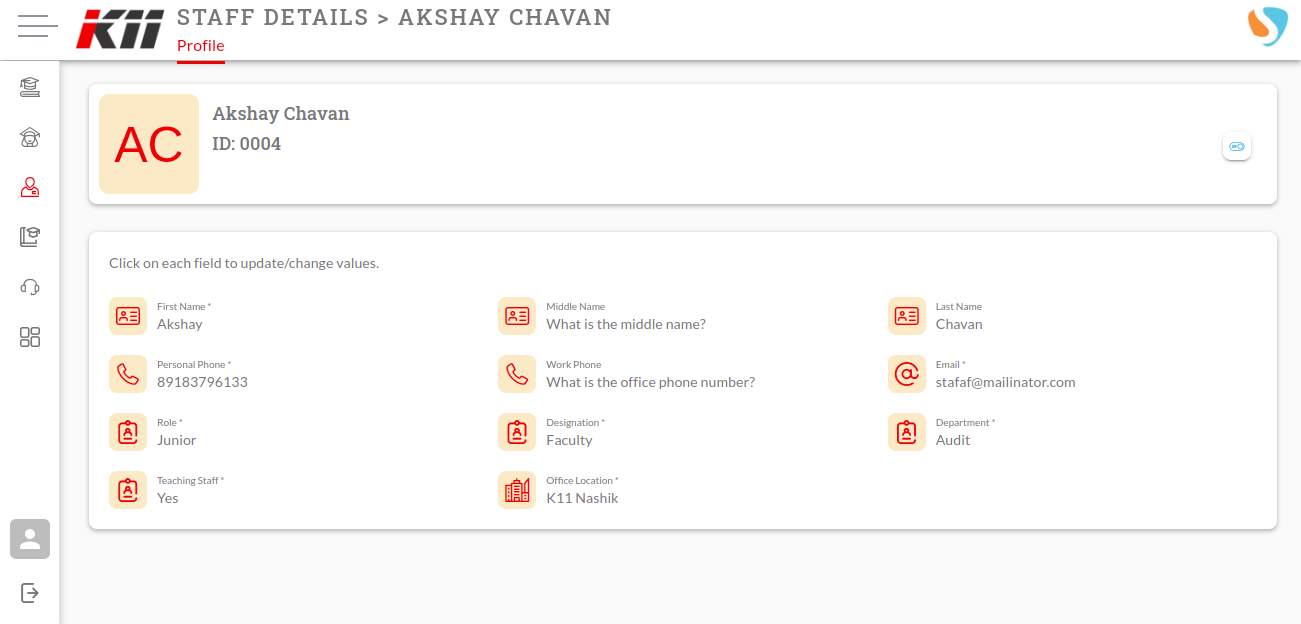 K11
STAFF DETAILS > AKSHAY CHAVAN
Profile
AC
Akshay Chavan
ID: 0004
Click on each field to update/change values.
First Name *
Akshay
Middle Name
What is the middle name?
Last Name
Chavan
Personal Phone *
89183796133
Work Phone
What is the office phone number?
Email *
stafaf@mailinator.com
Role *
Junior
Designation *
Faculty
Department *
Audit
Teaching Staff *
Yes
Office Location *
K11 Nashik